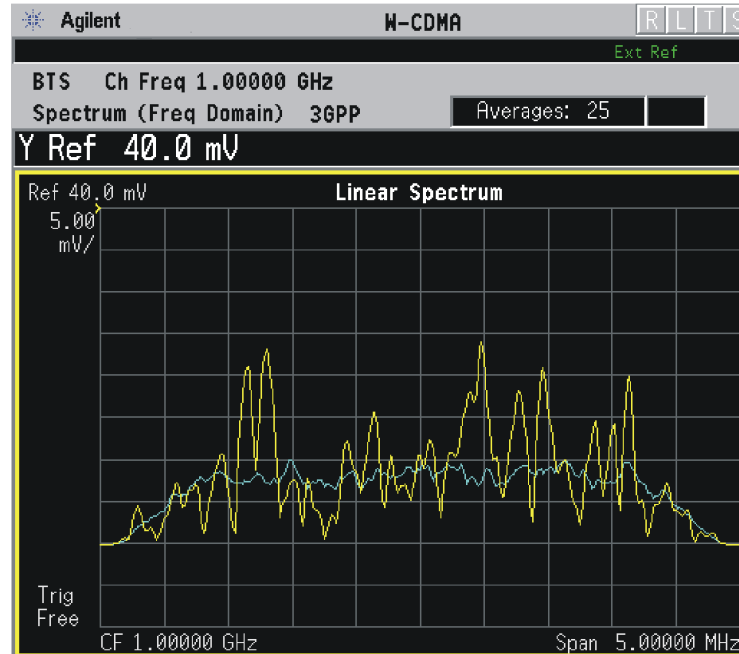 Agilent W-CDMA R L T S
Ext Ref
BTS Ch Freq 1.00000 GHz
Spectrum (Freq Domain) 3GPP Averages: 25
Y Ref 40.0 mV
Ref 40.0 mV Linear Spectrum
5.00
mV/
Trig
Free
CF 1.00000 GHz Span 5.00000 MHz